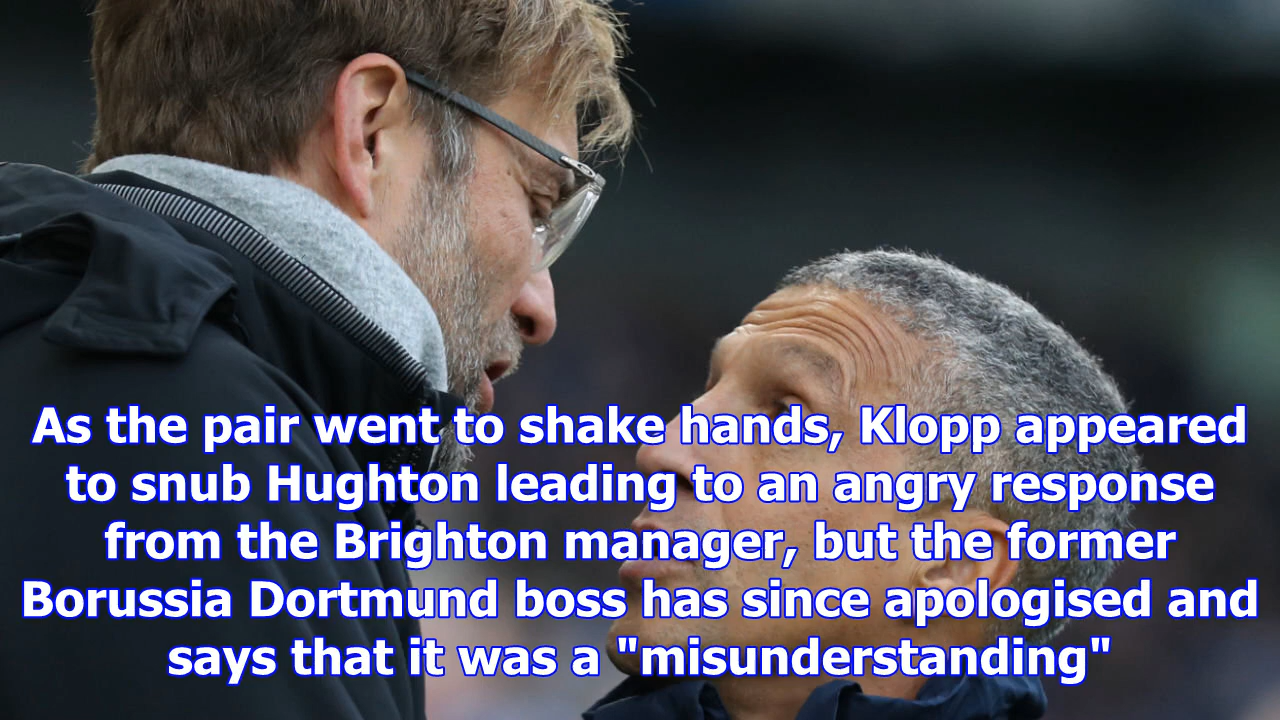 As the pair went to shake hands, Klopp appeared
to snub Hughton leading to an angry response
from the Brighton manager, but the former
Borussia Dortmund boss has since apologised and
says that it was a "misunderstanding"